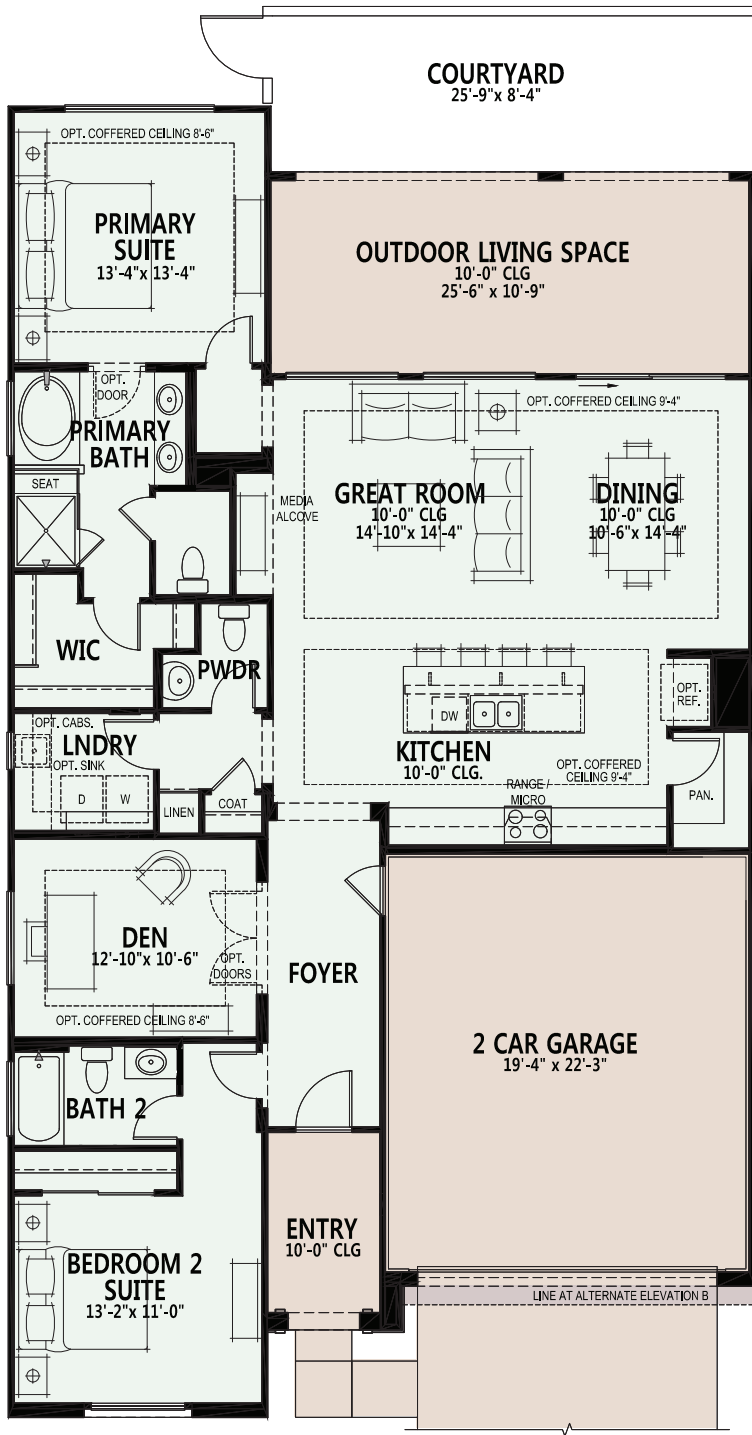 COURTYARD
25'-9"x 8'-4"
OPT. COFFERED CEILING 8'-6"
PRIMARY
SUITE
13'-4"x 13'-4"
OUTDOOR LIVING SPACE
10'-0" CLG
25'-6" x 10'-9"
OPT.
DOOR
PRIMARY
BATH
SEAT
OPT. COFFERED CEILING 9'-4"
MEDIA
ALCOVE
GREAT ROOM
10'-0" CLG
14'-10"x 14'-4"
DINING
10'-0" CLG
10'-6"x 14'-4"
WIC
PWDR
OPT.
REF.
DW
OPT. CABS.
LNDRY
OPT. SINK
D
W
LINEN
COAT
KITCHEN
10'-0" CLG.
OPT. COFFERED
CEILING 9'-4"
RANGE /
MICRO
PAN.
DEN
12'-10"x 10'-6"
OPT.
DOORS
OPT. COFFERED CEILING 8'-6"
FOYER
2 CAR GARAGE
19'-4" x 22'-3"
BATH 2
ENTRY
10'-0" CLG
BEDROOM 2
SUITE
13'-2"x 11'-0"
LINE AT ALTERNATE ELEVATION B